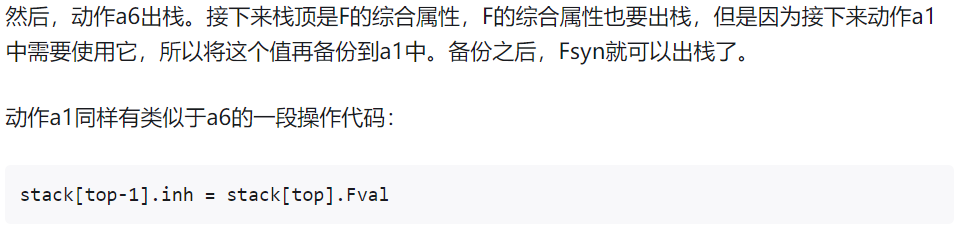 然后，动作a6出栈。接下来栈顶是F的综合属性，F的综合属性也要出栈，但是因为接下来动作a1
中需要使用它，所以将这个值再备份到a1中。备份之后，Fsyn就可以出栈了。
动作a1同样有类似于a6的一段操作代码：
stack[top-1].inh = stack[top].Fval